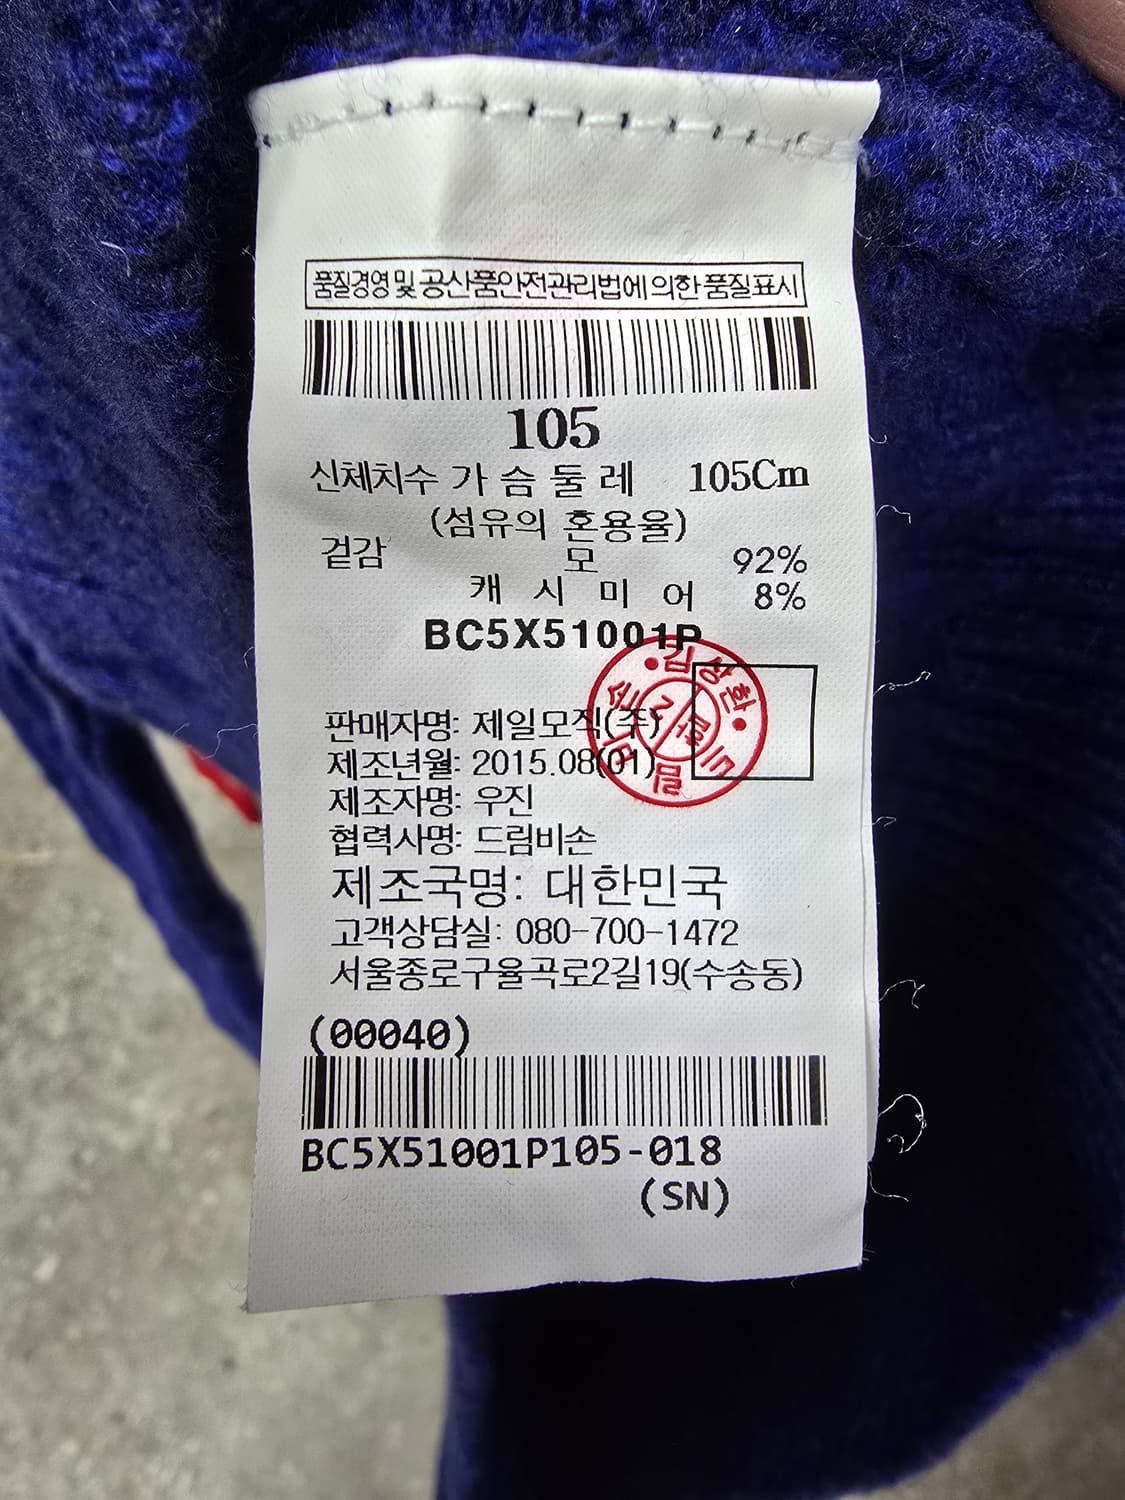 품질경영 및 공산품안전관리법에 의한 품질표시
105
신체치수 가 슴 둘 레 105Cm
(섬유의 혼용율)
겉감 모 92%
캐 시 미 어 8%
BC5X51001P
김상환
판매자명: 제일모직(주)
제조년월: 2015.08(01)
제조자명: 우진
협력사명: 드림비손
제조국명: 대한민국
고객상담실: 080-700-1472
서울종로구율곡로2길19(수송동)
(00040)
BC5X51001P105-018
(SN)